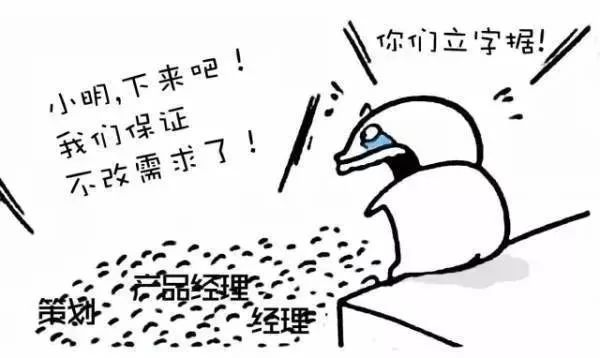 小明,下来吧!
我们保证
不改需求了!
你们立字据!
产品经理
策划
经理